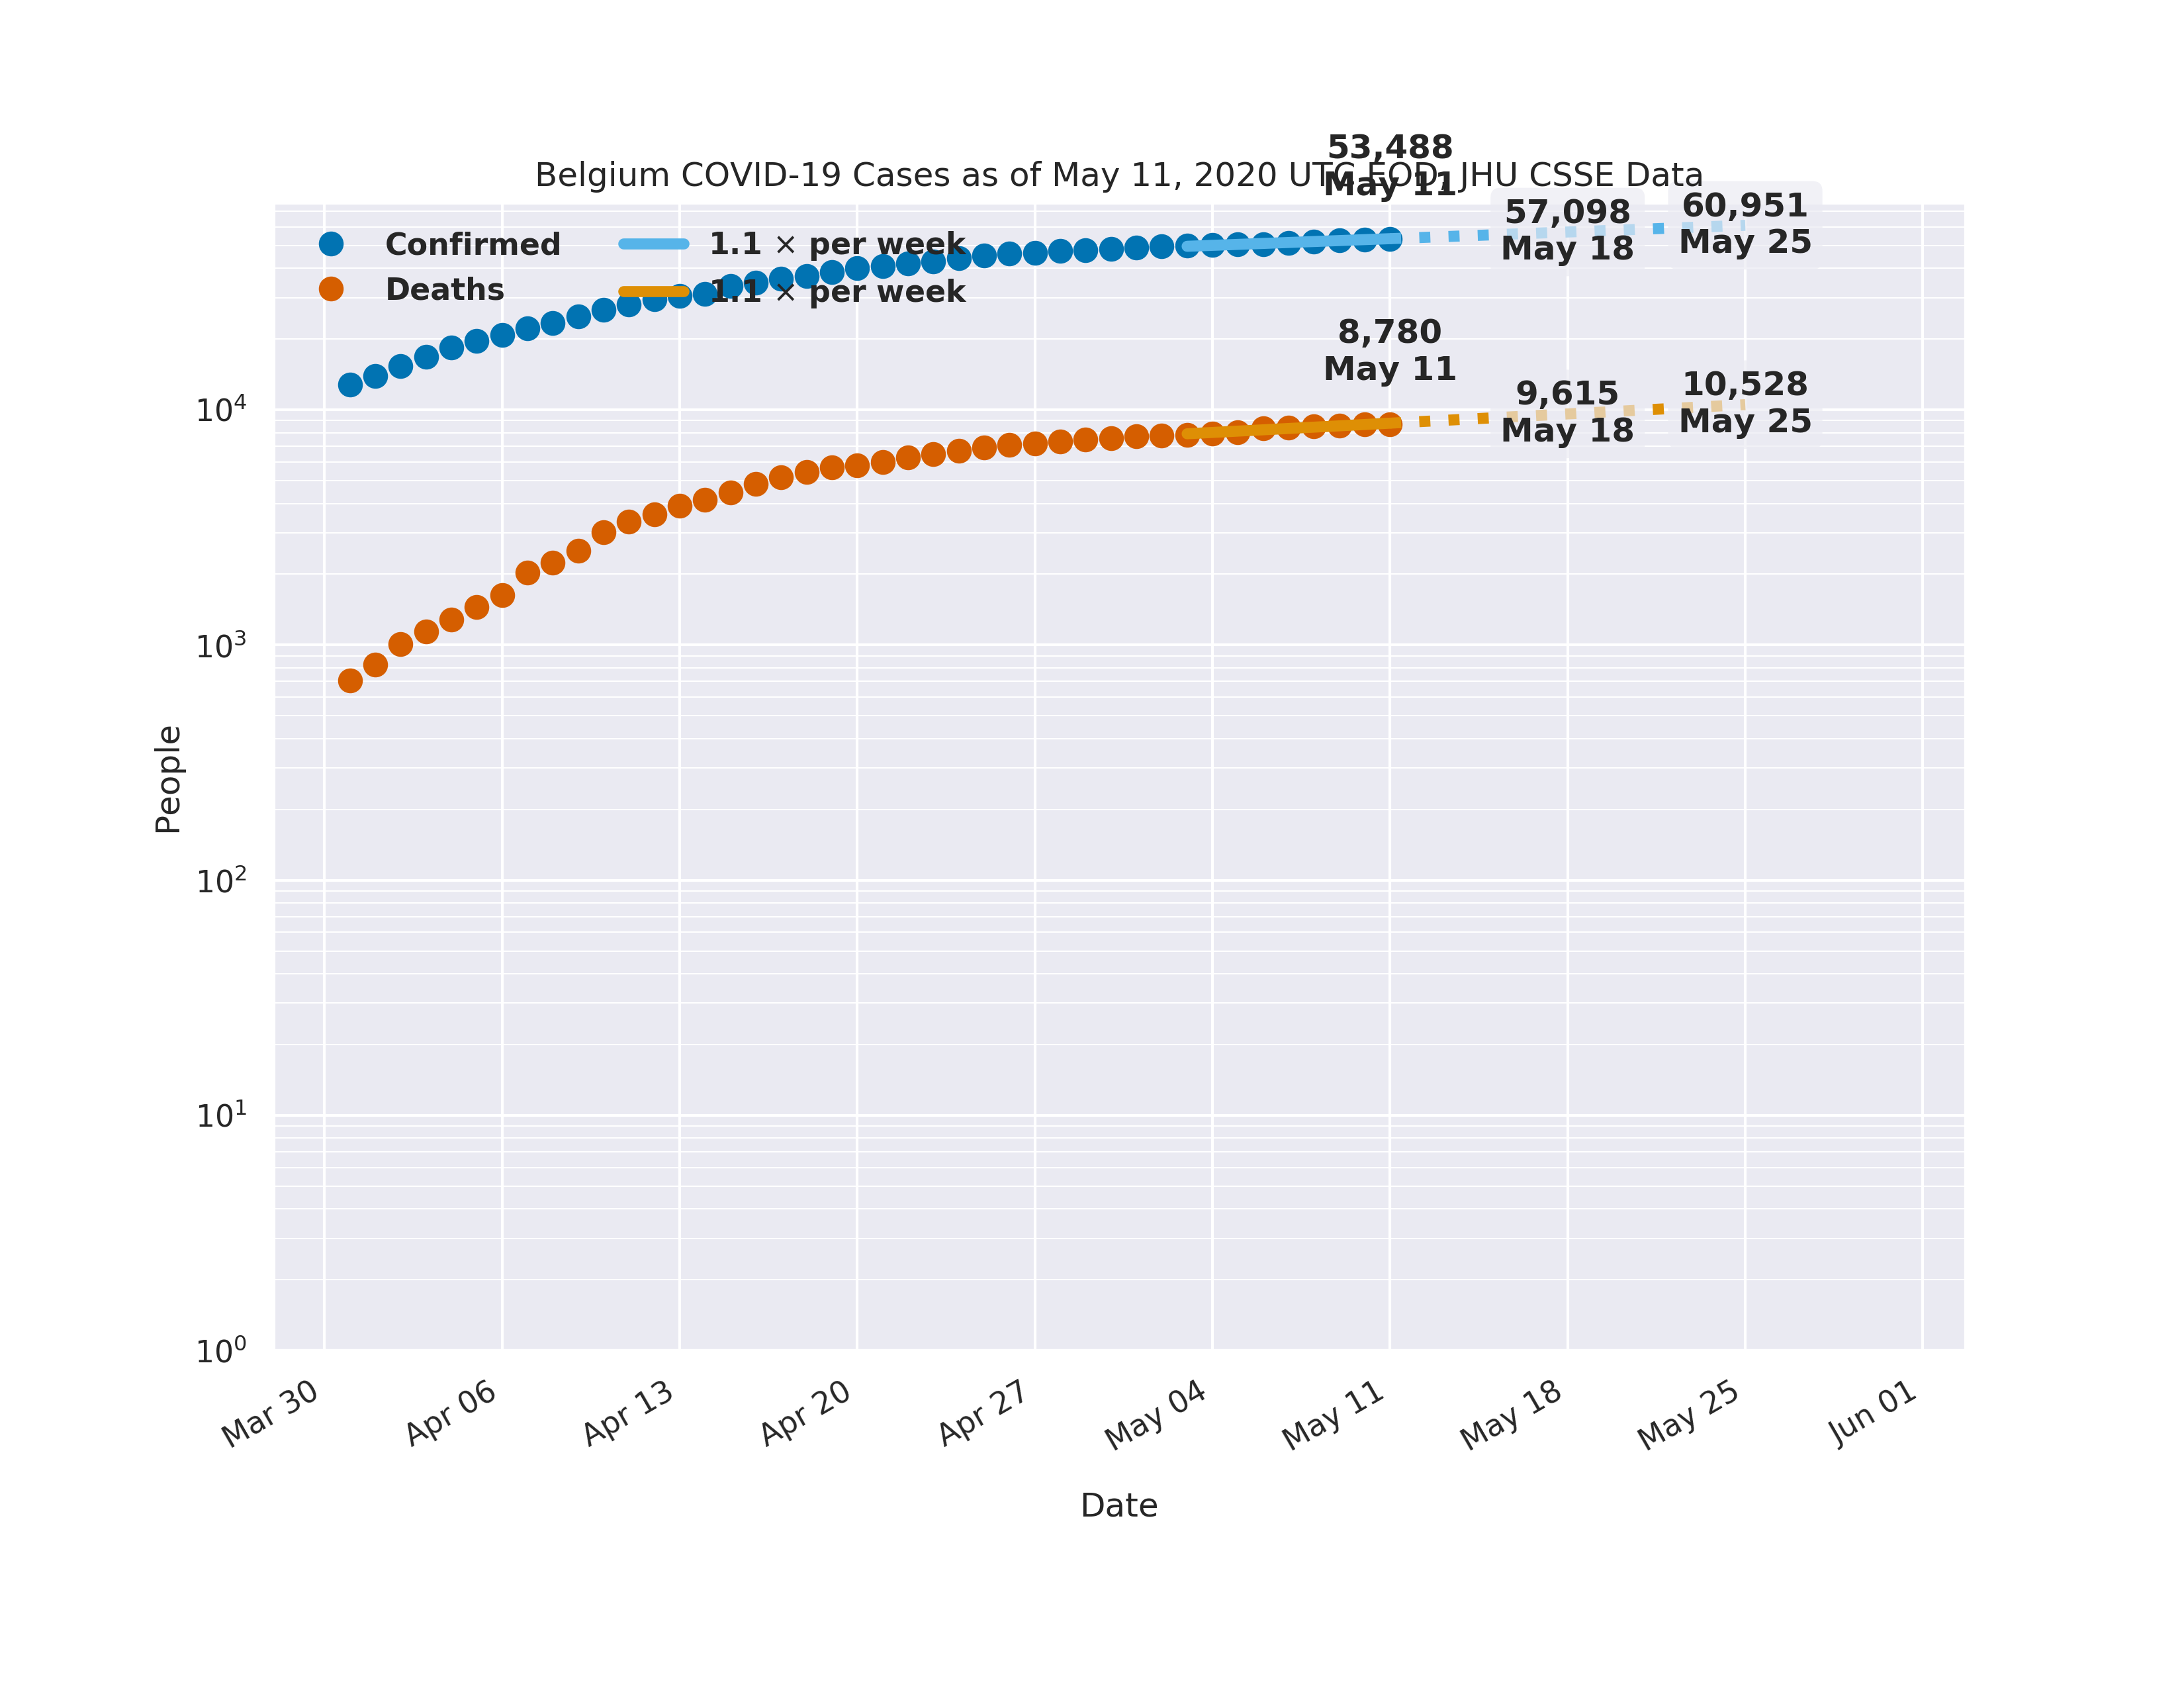 53,488
May 11
Belgium COVID-19 Cases as of May 11, 2020 UTC EOD, JHU CSSE Data
57,098
May 18
60,951
May 25
Confirmed
Deaths
1.1 × per week
1.1 × per week
8,780
May 11
9,615
May 18
10,528
May 25
People
10⁴
10³
10²
10¹
10⁰
Mar 30
Apr 06
Apr 13
Apr 20
Apr 27
May 04
May 11
May 18
May 25
Jun 01
Date